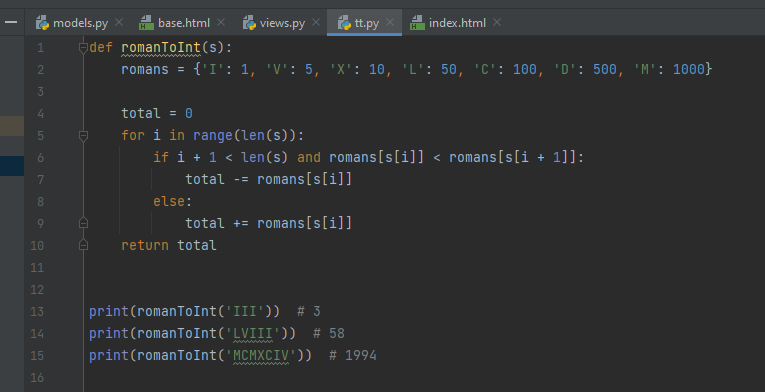 models.py base.html views.py tt.py index.html
1 def romanToInt(s):
2     romans = {'I': 1, 'V': 5, 'X': 10, 'L': 50, 'C': 100, 'D': 500, 'M': 1000}
3
4     total = 0
5     for i in range(len(s)):
6         if i + 1 < len(s) and romans[s[i]] < romans[s[i + 1]]:
7             total -= romans[s[i]]
8         else:
9             total += romans[s[i]]
10     return total
11
12
13 print(romanToInt('III'))  # 3
14 print(romanToInt('LVIII'))  # 58
15 print(romanToInt('MCMXCIV'))  # 1994
16